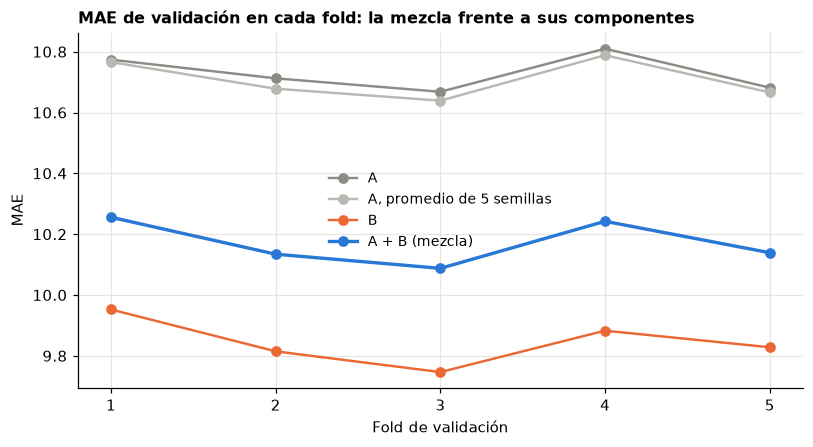 MAE de validación en cada fold: la mezcla frente a sus componentes
MAE
10.8
10.6
10.4
10.2
10.0
9.8
A
A, promedio de 5 semillas
B
A + B (mezcla)
1
2
3
4
5
Fold de validación